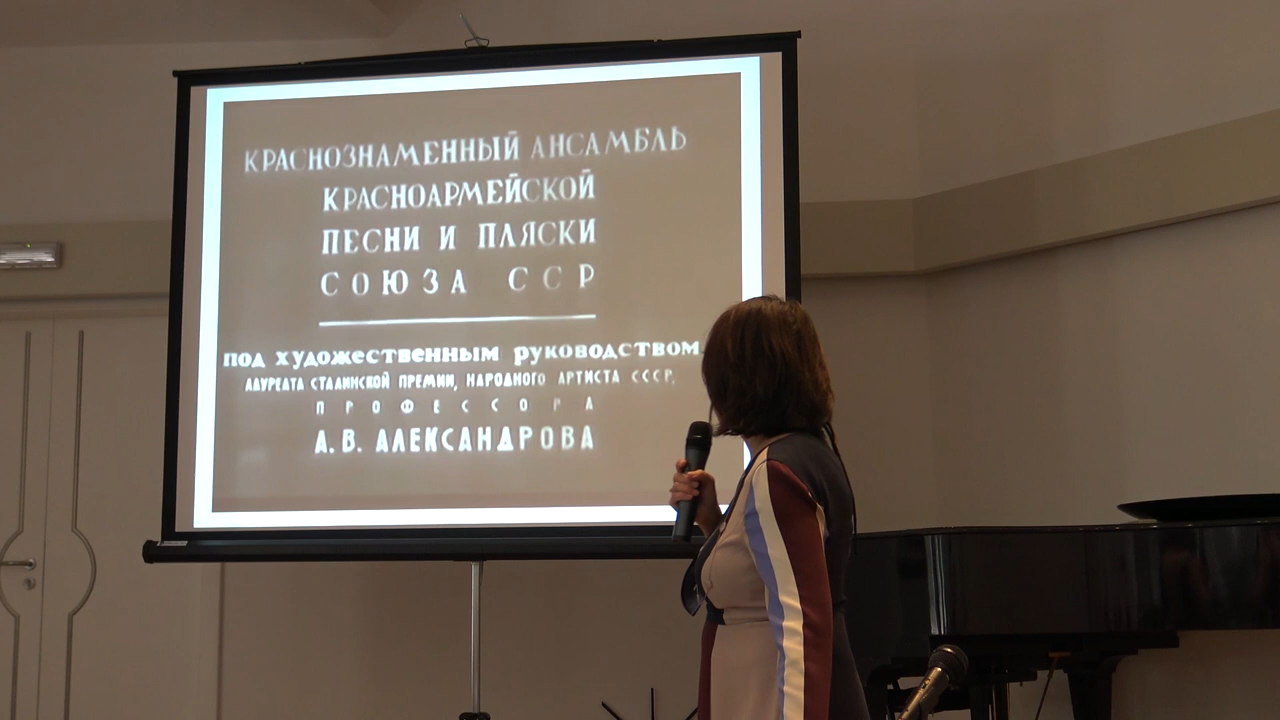 КРАСНОЗНАМЕННЫЙ АНСАМБЛЬ
КРАСНОАРМЕЙСКОЙ
ПЕСНИ И ПЛЯСКИ
СОЮЗА ССР
под художественным руководством
ЛАУРЕАТА СТАЛИНСКОЙ ПРЕМИИ, НАРОДНОГО АРТИСТА СССР,
ПРОФЕССОРА
А. В. АЛЕКСАНДРОВА